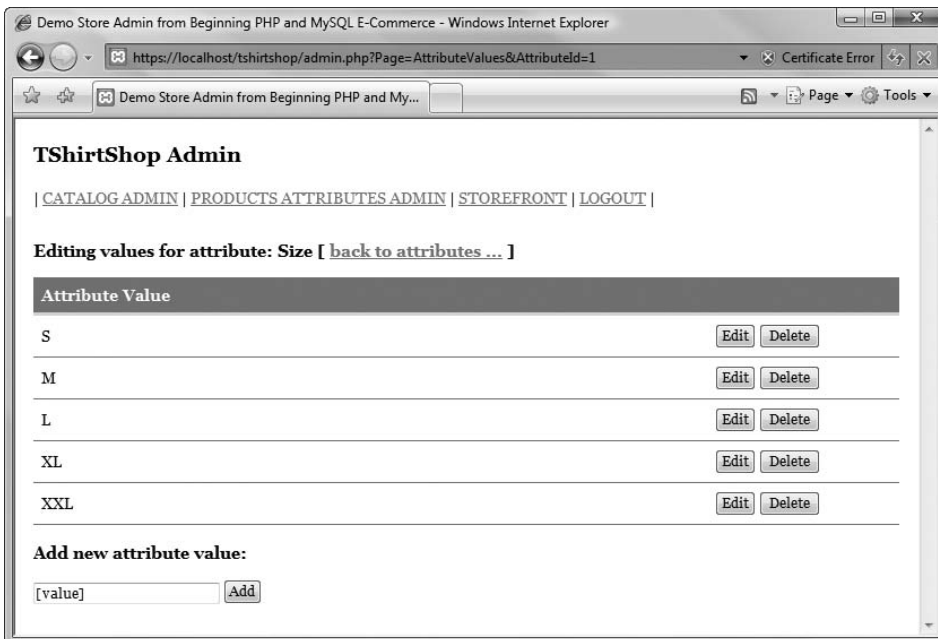 Demo Store Admin from Beginning PHP and MySQL E-Commerce - Windows Internet Explorer
https://localhost/tshirtshop/admin.php?Page=AttributeValues&AttributeId=1 Certificate Error
Demo Store Admin from Beginning PHP and My... Page Tools
TShirtShop Admin
| CATALOG ADMIN | PRODUCTS ATTRIBUTES ADMIN | STOREFRONT | LOGOUT |
Editing values for attribute: Size [ back to attributes ... ]
Attribute Value
S Edit Delete
M Edit Delete
L Edit Delete
XL Edit Delete
XXL Edit Delete
Add new attribute value:
[value] Add